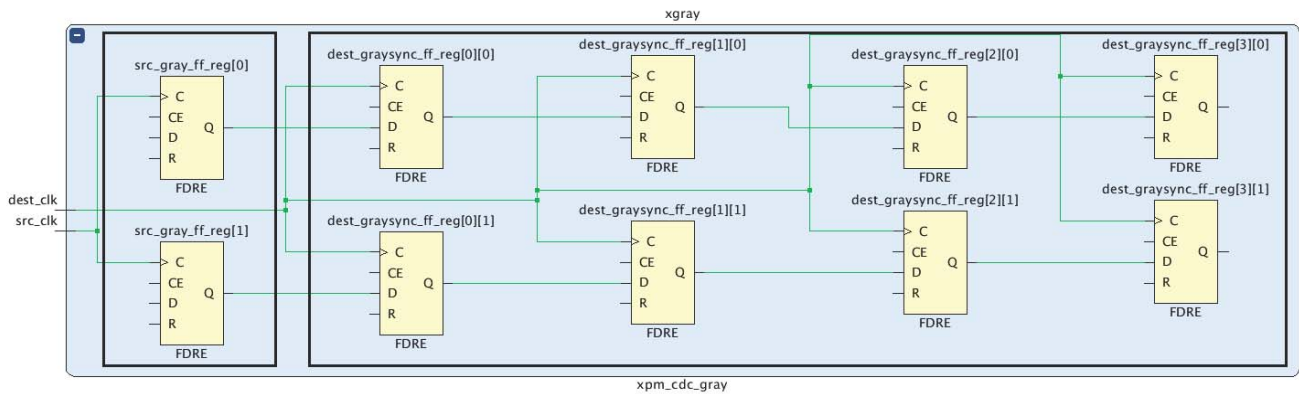 xgray
src_gray_ff_reg[0]
C
CE
D
R
Q
FDRE
dest_graysync_ff_reg[0][0]
C
CE
D
R
Q
FDRE
dest_graysync_ff_reg[1][0]
C
CE
D
R
Q
FDRE
dest_graysync_ff_reg[2][0]
C
CE
D
R
Q
FDRE
dest_graysync_ff_reg[3][0]
C
CE
D
R
Q
FDRE
dest_clk
src_clk
src_gray_ff_reg[1]
C
CE
D
R
Q
FDRE
dest_graysync_ff_reg[0][1]
C
CE
D
R
Q
FDRE
dest_graysync_ff_reg[1][1]
C
CE
D
R
Q
FDRE
dest_graysync_ff_reg[2][1]
C
CE
D
R
Q
FDRE
dest_graysync_ff_reg[3][1]
C
CE
D
R
Q
FDRE
xpm_cdc_gray